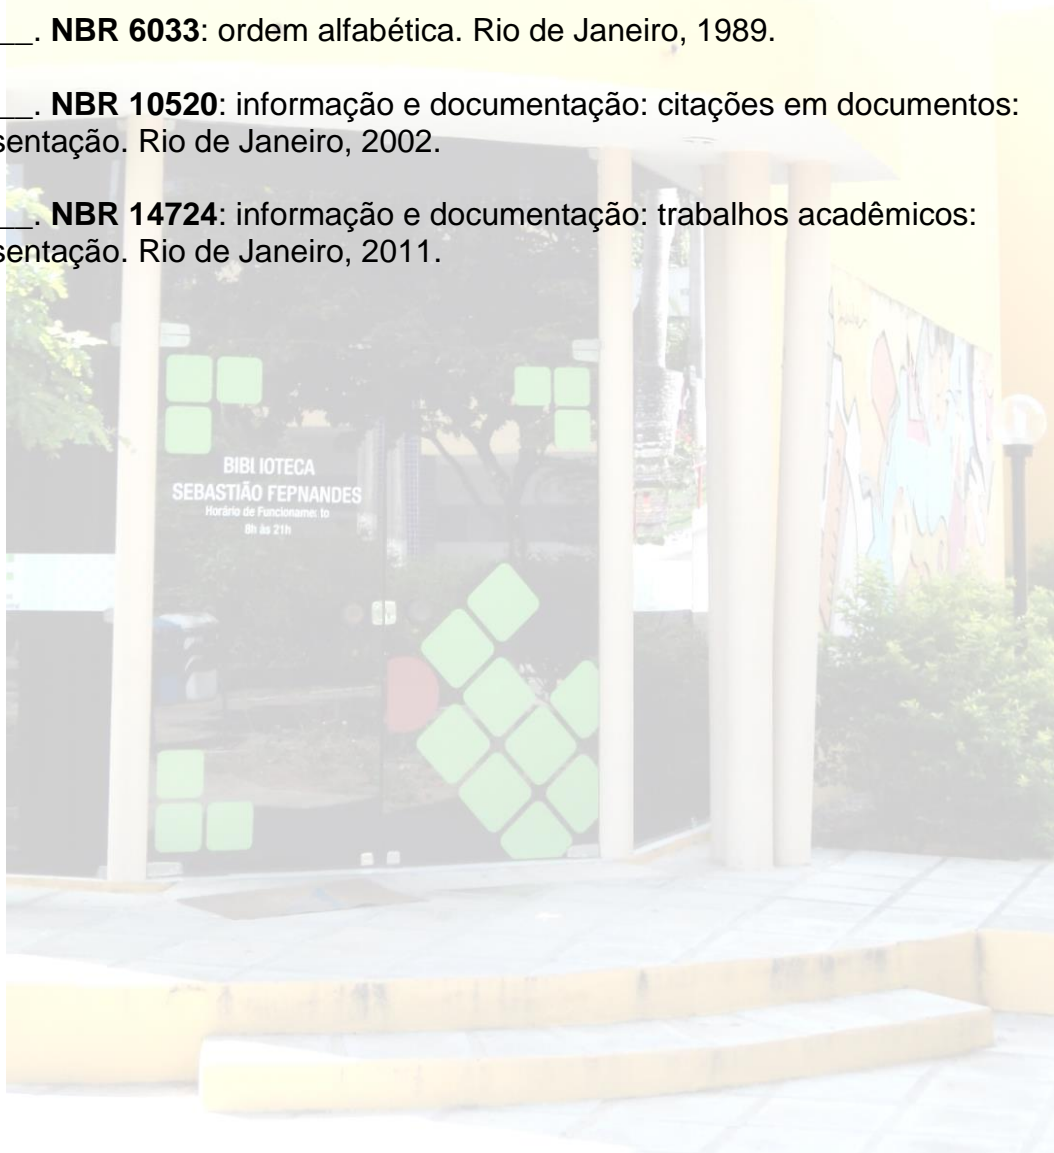 __. NBR 6033: ordem alfabética. Rio de Janeiro, 1989.
__. NBR 10520: informação e documentação: citações em documentos:
sentação. Rio de Janeiro, 2002.
__. NBR 14724: informação e documentação: trabalhos acadêmicos:
sentação. Rio de Janeiro, 2011.
BIBLIOTECA
SEBASTIÃO FEPNANDES
Horário de Funcioname: to
8h às 21h